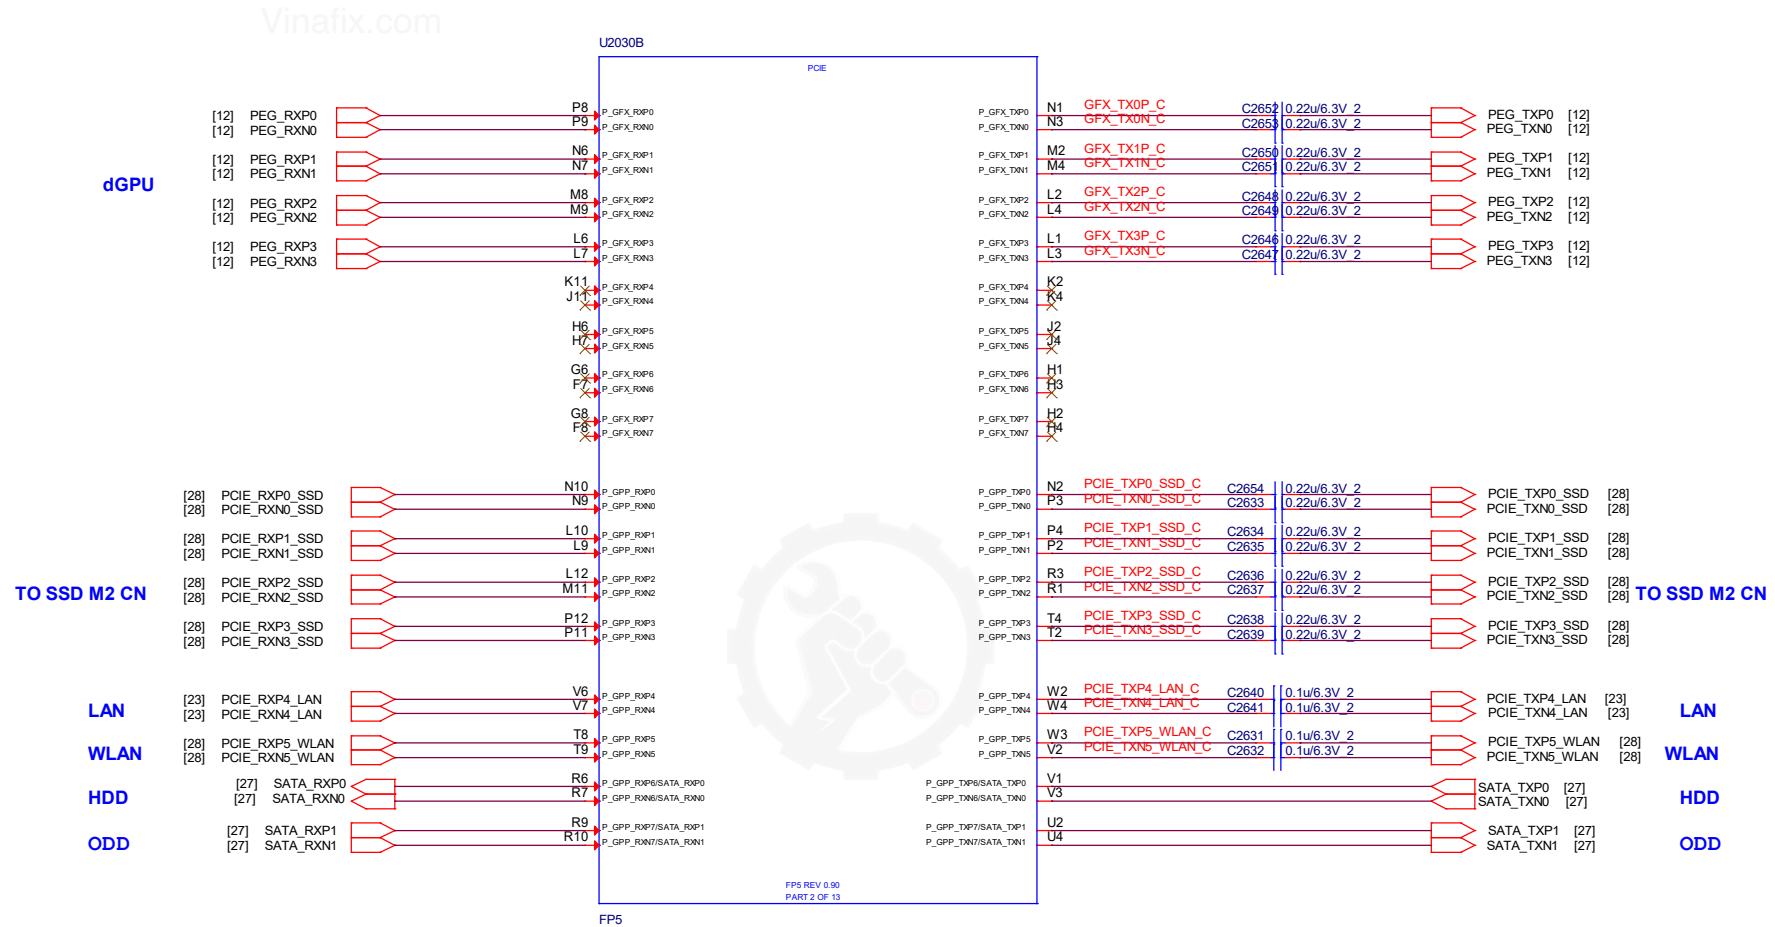 Vinafix.com
U2030B
PCIE
dGPU
[12] PEG_RXP0 P8 P_GFX_RXP0 P_GFX_TXP0 N1 GFX_TX0P_C C2652 0.22u/6.3V_2 PEG_TXP0 [12]
[12] PEG_RXN0 P9 P_GFX_RXN0 P_GFX_TXN0 N3 GFX_TX0N_C C2653 0.22u/6.3V_2 PEG_TXN0 [12]
[12] PEG_RXP1 N6 P_GFX_RXP1 P_GFX_TXP1 M2 GFX_TX1P_C C2650 0.22u/6.3V_2 PEG_TXP1 [12]
[12] PEG_RXN1 N7 P_GFX_RXN1 P_GFX_TXN1 M4 GFX_TX1N_C C2651 0.22u/6.3V_2 PEG_TXN1 [12]
[12] PEG_RXP2 M8 P_GFX_RXP2 P_GFX_TXP2 L2 GFX_TX2P_C C2648 0.22u/6.3V_2 PEG_TXP2 [12]
[12] PEG_RXN2 M9 P_GFX_RXN2 P_GFX_TXN2 L4 GFX_TX2N_C C2649 0.22u/6.3V_2 PEG_TXN2 [12]
[12] PEG_RXP3 L6 P_GFX_RXP3 P_GFX_TXP3 L1 GFX_TX3P_C C2646 0.22u/6.3V_2 PEG_TXP3 [12]
[12] PEG_RXN3 L7 P_GFX_RXN3 P_GFX_TXN3 L3 GFX_TX3N_C C2647 0.22u/6.3V_2 PEG_TXN3 [12]
K11 P_GFX_RXP4 P_GFX_TXP4 K2
J11 P_GFX_RXN4 P_GFX_TXN4 K4
H6 P_GFX_RXP5 P_GFX_TXP5 J2
H7 P_GFX_RXN5 P_GFX_TXN5 J4
G6 P_GFX_RXP6 P_GFX_TXP6 H1
F7 P_GFX_RXN6 P_GFX_TXN6 H3
G8 P_GFX_RXP7 P_GFX_TXP7 H2
F8 P_GFX_RXN7 P_GFX_TXN7 H4
[28] PCIE_RXP0_SSD N10 P_GPP_RXP0 P_GPP_TXP0 N2 PCIE_TXP0_SSD_C C2654 0.22u/6.3V_2 PCIE_TXP0_SSD [28]
[28] PCIE_RXN0_SSD N9 P_GPP_RXN0 P_GPP_TXN0 P3 PCIE_TXN0_SSD_C C2633 0.22u/6.3V_2 PCIE_TXN0_SSD [28]
[28] PCIE_RXP1_SSD L10 P_GPP_RXP1 P_GPP_TXP1 P4 PCIE_TXP1_SSD_C C2634 0.22u/6.3V_2 PCIE_TXP1_SSD [28]
[28] PCIE_RXN1_SSD L9 P_GPP_RXN1 P_GPP_TXN1 P2 PCIE_TXN1_SSD_C C2635 0.22u/6.3V_2 PCIE_TXN1_SSD [28]
[28] PCIE_RXP2_SSD L12 P_GPP_RXP2 P_GPP_TXP2 R3 PCIE_TXP2_SSD_C C2636 0.22u/6.3V_2 PCIE_TXP2_SSD [28]
TO SSD M2 CN [28] PCIE_RXN2_SSD M11 P_GPP_RXN2 P_GPP_TXN2 R1 PCIE_TXN2_SSD_C C2637 0.22u/6.3V_2 PCIE_TXN2_SSD [28] TO SSD M2 CN
[28] PCIE_RXP3_SSD P12 P_GPP_RXP3 P_GPP_TXP3 T4 PCIE_TXP3_SSD_C C2638 0.22u/6.3V_2 PCIE_TXP3_SSD [28]
[28] PCIE_RXN3_SSD P11 P_GPP_RXN3 P_GPP_TXN3 T2 PCIE_TXN3_SSD_C C2639 0.22u/6.3V_2 PCIE_TXN3_SSD [28]
[23] PCIE_RXP4_LAN V6 P_GPP_RXP4 P_GPP_TXP4 W2 PCIE_TXP4_LAN_C C2640 0.1u/6.3V_2 PCIE_TXP4_LAN [23]
LAN [23] PCIE_RXN4_LAN V7 P_GPP_RXN4 P_GPP_TXN4 W4 PCIE_TXN4_LAN_C C2641 0.1u/6.3V_2 PCIE_TXN4_LAN [23] LAN
[28] PCIE_RXP5_WLAN T8 P_GPP_RXP5 P_GPP_TXP5 W3 PCIE_TXP5_WLAN_C C2631 0.1u/6.3V_2 PCIE_TXP5_WLAN [28]
WLAN [28] PCIE_RXN5_WLAN T9 P_GPP_RXN5 P_GPP_TXN5 V2 PCIE_TXN5_WLAN_C C2632 0.1u/6.3V_2 PCIE_TXN5_WLAN [28] WLAN
[27] SATA_RXP0 R6 P_GPP_RXP6/SATA_RXP0 P_GPP_TXP6/SATA_TXP0 V1 SATA_TXP0 [27]
HDD [27] SATA_RXN0 R7 P_GPP_RXN6/SATA_RXN0 P_GPP_TXN6/SATA_TXN0 V3 SATA_TXN0 [27] HDD
[27] SATA_RXP1 R9 P_GPP_RXP7/SATA_RXP1 P_GPP_TXP7/SATA_TXP1 U2 SATA_TXP1 [27]
ODD [27] SATA_RXN1 R10 P_GPP_RXN7/SATA_RXN1 P_GPP_TXN7/SATA_TXN1 U4 SATA_TXN1 [27] ODD
FP5 REV 0.90
PART 2 OF 13
FP5